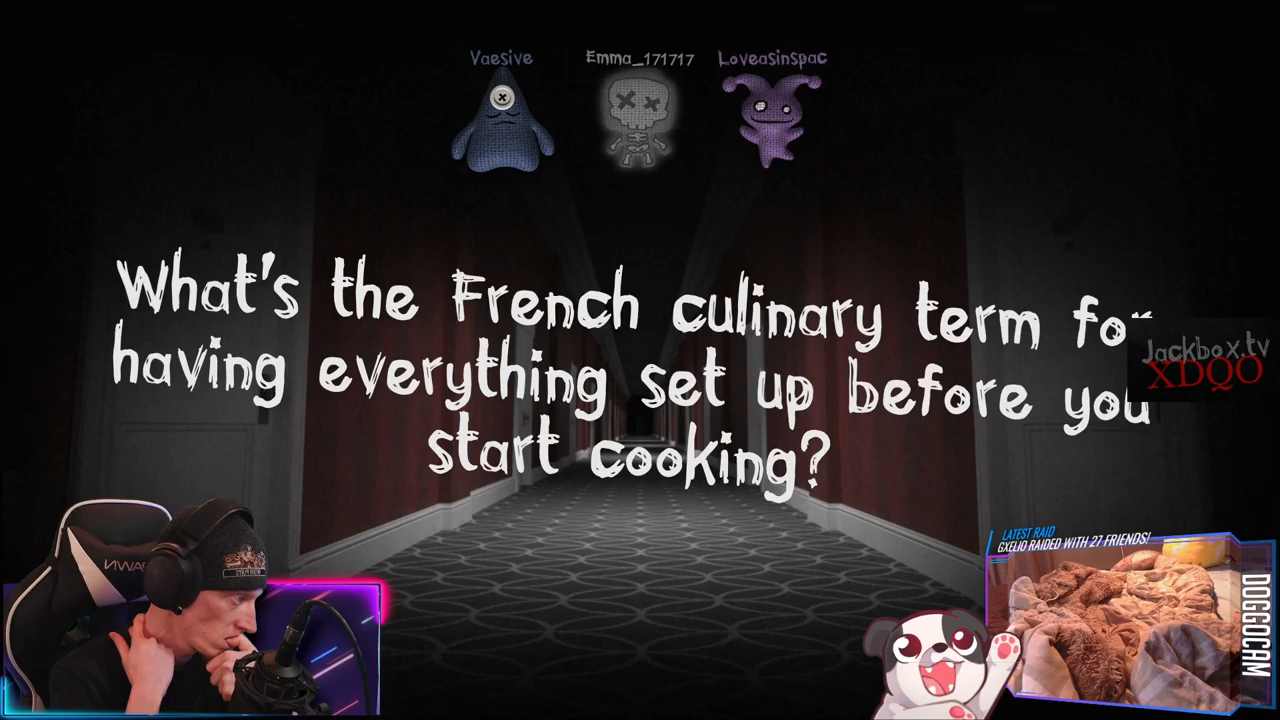 Vaesive
Emma_171717
Loveasinspac
What's the French culinary term for
having everything set up before you
start cooking?
Jackbox.tv
XDQO
LATEST RAID
GXELIO RAIDED WITH 27 FRIENDS!
DOGGOCAM